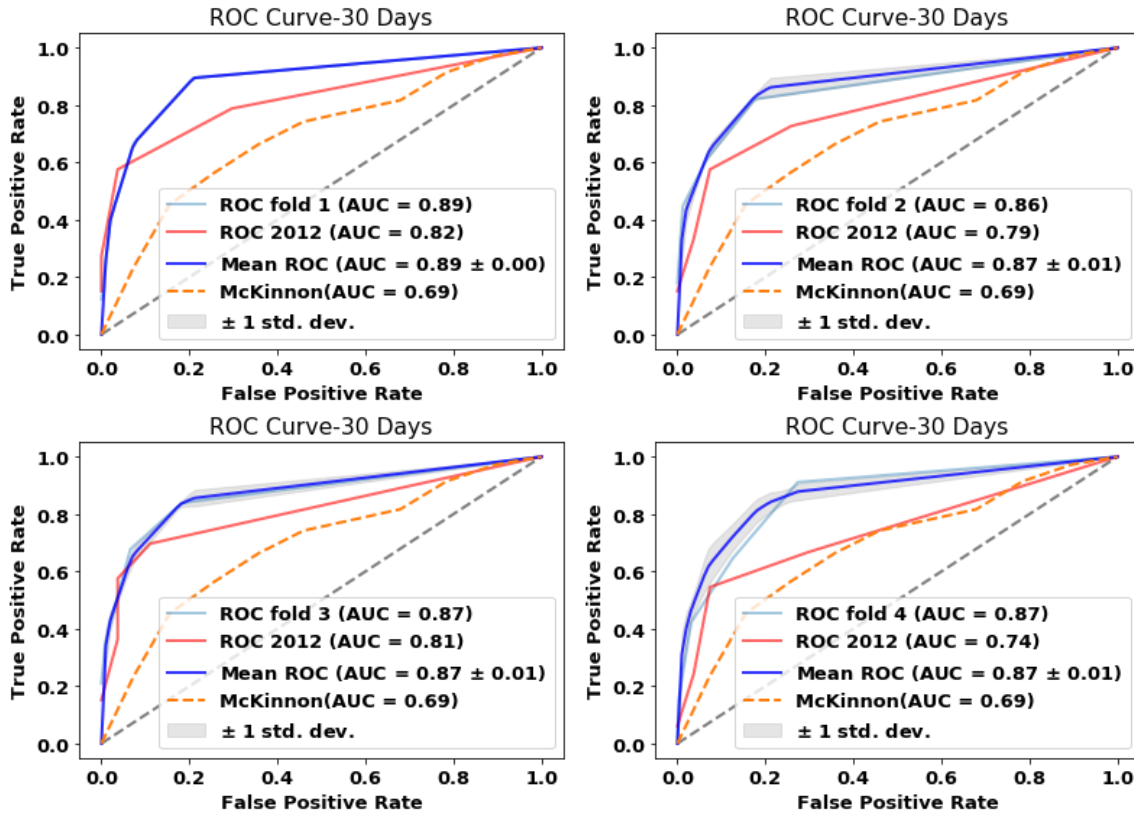 ROC Curve-30 Days
True Positive Rate
1.0
0.8
0.6
0.4
0.2
0.0
ROC fold 1 (AUC = 0.89)
ROC 2012 (AUC = 0.82)
Mean ROC (AUC = 0.89 ± 0.00)
McKinnon(AUC = 0.69)
± 1 std. dev.
0.0 0.2 0.4 0.6 0.8 1.0
False Positive Rate
ROC Curve-30 Days
True Positive Rate
1.0
0.8
0.6
0.4
0.2
0.0
ROC fold 2 (AUC = 0.86)
ROC 2012 (AUC = 0.79)
Mean ROC (AUC = 0.87 ± 0.01)
McKinnon(AUC = 0.69)
± 1 std. dev.
0.0 0.2 0.4 0.6 0.8 1.0
False Positive Rate
ROC Curve-30 Days
True Positive Rate
1.0
0.8
0.6
0.4
0.2
0.0
ROC fold 3 (AUC = 0.87)
ROC 2012 (AUC = 0.81)
Mean ROC (AUC = 0.87 ± 0.01)
McKinnon(AUC = 0.69)
± 1 std. dev.
0.0 0.2 0.4 0.6 0.8 1.0
False Positive Rate
ROC Curve-30 Days
True Positive Rate
1.0
0.8
0.6
0.4
0.2
0.0
ROC fold 4 (AUC = 0.87)
ROC 2012 (AUC = 0.74)
Mean ROC (AUC = 0.87 ± 0.01)
McKinnon(AUC = 0.69)
± 1 std. dev.
0.0 0.2 0.4 0.6 0.8 1.0
False Positive Rate